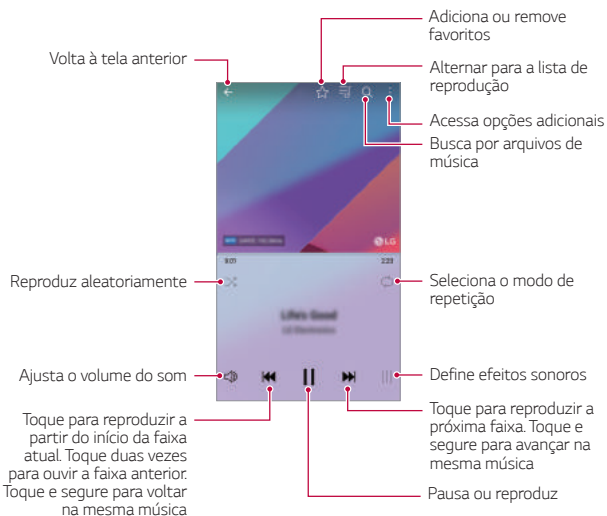 Adiciona ou remove
favoritos
Volta à tela anterior
Alternar para a lista de
reprodução
Acessa opções adicionais
Busca por arquivos de
música
LG
Reproduz aleatoriamente
Seleciona o modo de
repetição
Life's Good
LG Electronics
Ajusta o volume do som
Define efeitos sonoros
Toque para reproduzir a
partir do início da faixa
atual. Toque duas vezes
para ouvir a faixa anterior.
Toque e segure para voltar
na mesma música
Toque para reproduzir a
próxima faixa. Toque e
segure para avançar na
mesma música
Pausa ou reproduz